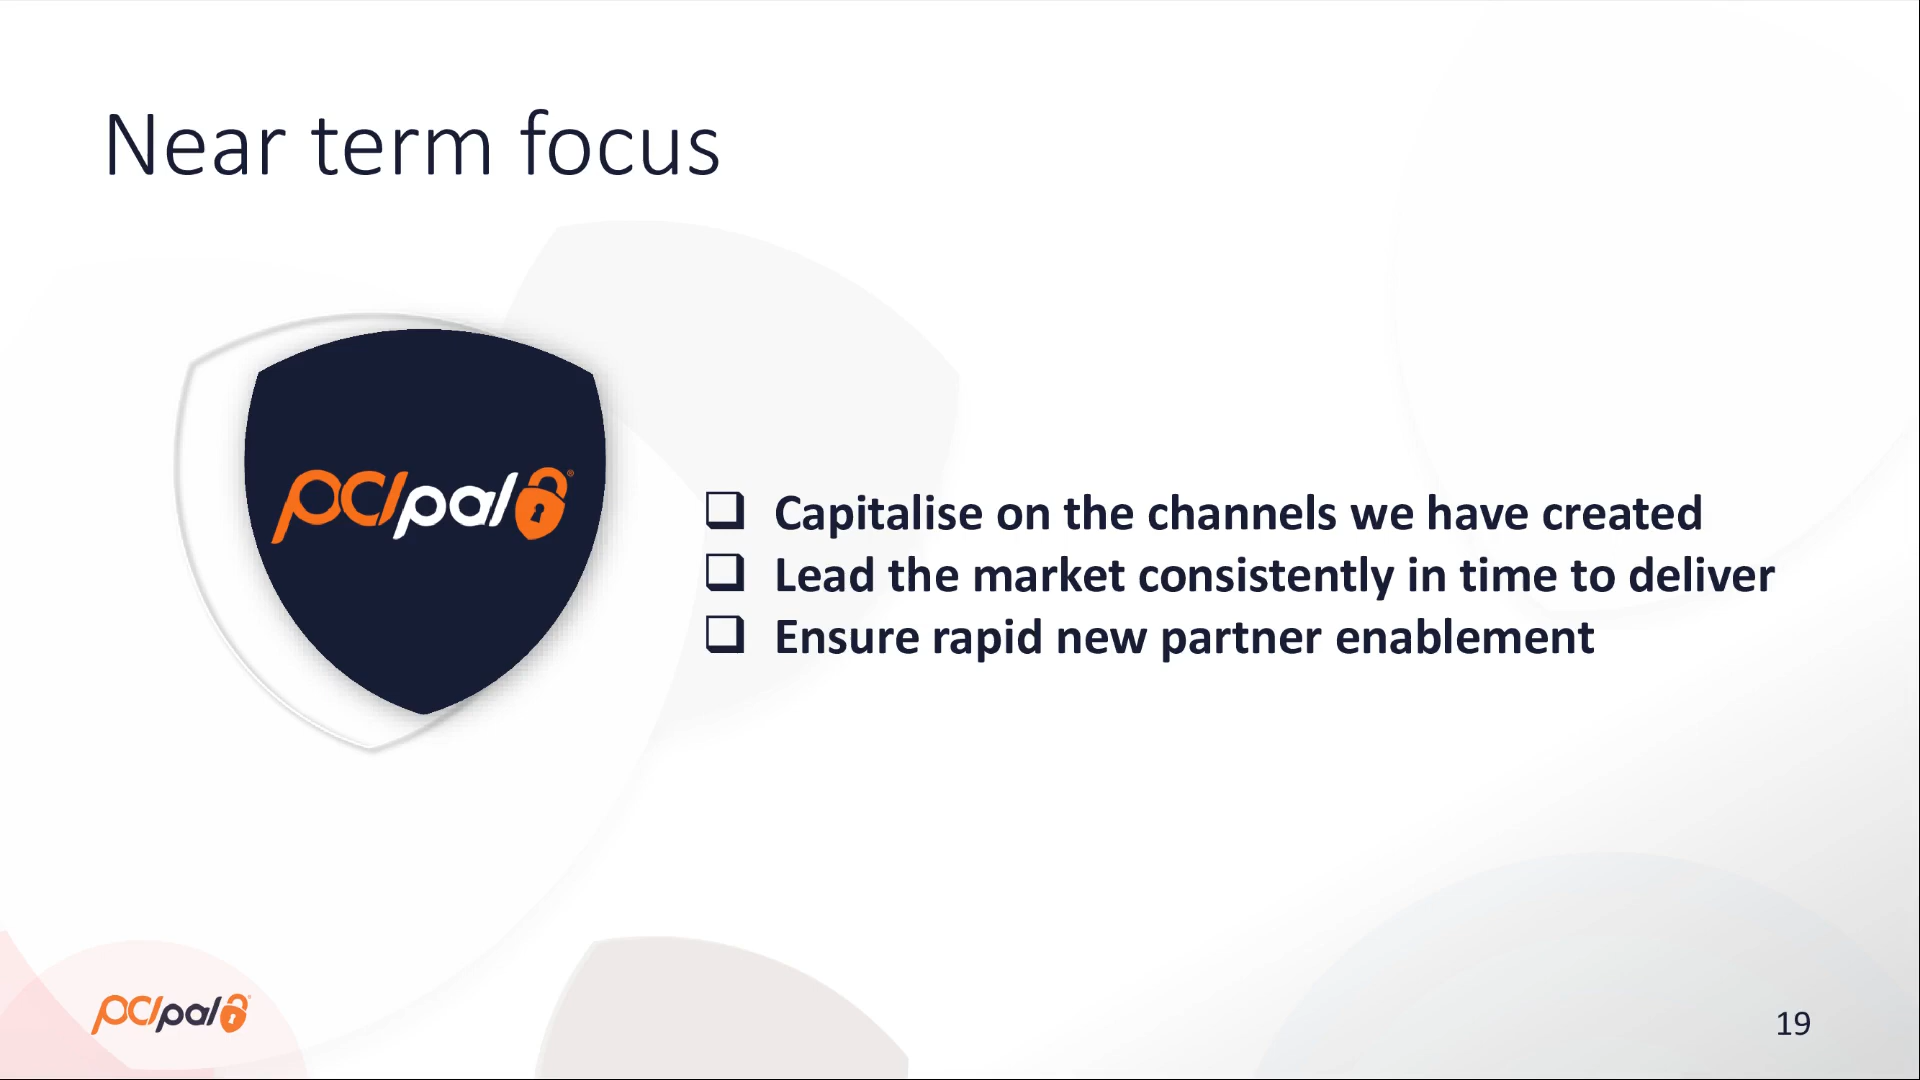 Near term focus
pcipal®
Capitalise on the channels we have created
Lead the market consistently in time to deliver
Ensure rapid new partner enablement
pcipal
19